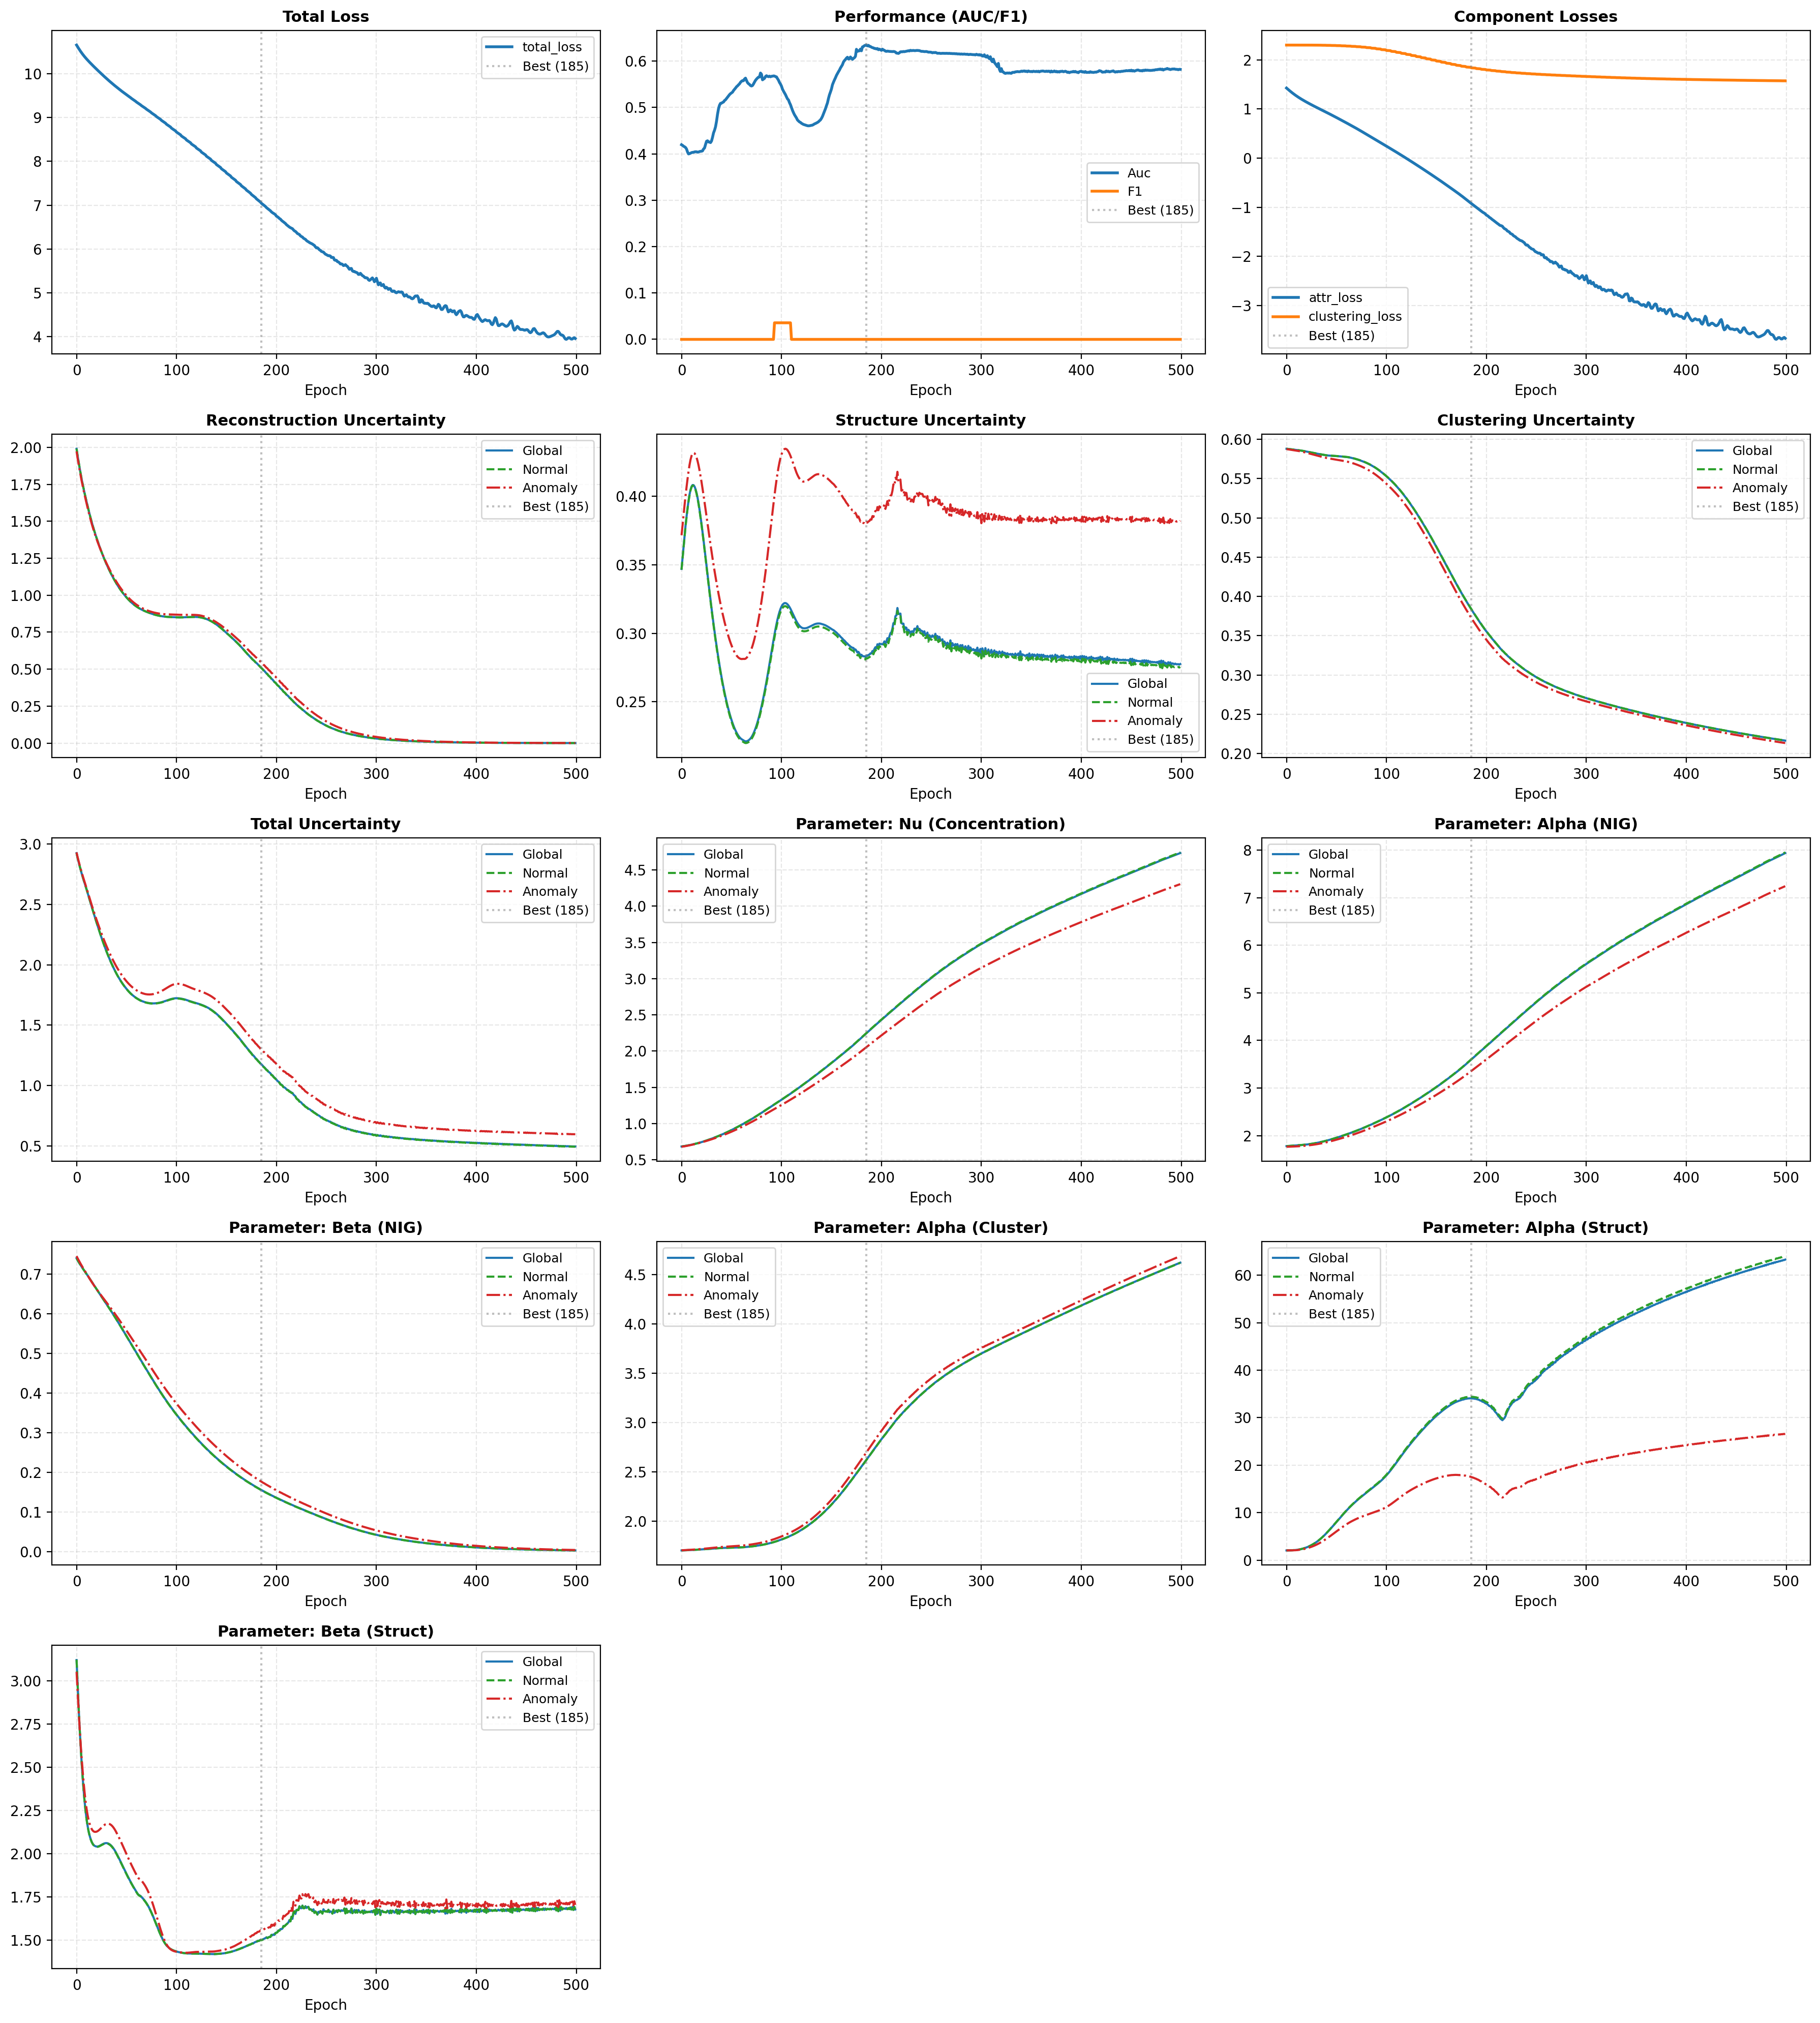 Total Loss
10
9
8
7
6
5
4
total_loss
Best (185)
0 100 200 300 400 500
Epoch
Performance (AUC/F1)
0.6
0.5
0.4
0.3
0.2
0.1
0.0
Auc
F1
Best (185)
0 100 200 300 400 500
Epoch
Component Losses
2
1
0
−1
−2
−3
attr_loss
clustering_loss
Best (185)
0 100 200 300 400 500
Epoch
Reconstruction Uncertainty
2.00
1.75
1.50
1.25
1.00
0.75
0.50
0.25
0.00
Global
Normal
Anomaly
Best (185)
0 100 200 300 400 500
Epoch
Structure Uncertainty
0.40
0.35
0.30
0.25
Global
Normal
Anomaly
Best (185)
0 100 200 300 400 500
Epoch
Clustering Uncertainty
0.60
0.55
0.50
0.45
0.40
0.35
0.30
0.25
0.20
Global
Normal
Anomaly
Best (185)
0 100 200 300 400 500
Epoch
Total Uncertainty
3.0
2.5
2.0
1.5
1.0
0.5
Global
Normal
Anomaly
Best (185)
0 100 200 300 400 500
Epoch
Parameter: Nu (Concentration)
4.5
4.0
3.5
3.0
2.5
2.0
1.5
1.0
0.5
Global
Normal
Anomaly
Best (185)
0 100 200 300 400 500
Epoch
Parameter: Alpha (NIG)
8
7
6
5
4
3
2
Global
Normal
Anomaly
Best (185)
0 100 200 300 400 500
Epoch
Parameter: Beta (NIG)
0.7
0.6
0.5
0.4
0.3
0.2
0.1
0.0
Global
Normal
Anomaly
Best (185)
0 100 200 300 400 500
Epoch
Parameter: Alpha (Cluster)
4.5
4.0
3.5
3.0
2.5
2.0
Global
Normal
Anomaly
Best (185)
0 100 200 300 400 500
Epoch
Parameter: Alpha (Struct)
60
50
40
30
20
10
0
Global
Normal
Anomaly
Best (185)
0 100 200 300 400 500
Epoch
Parameter: Beta (Struct)
3.00
2.75
2.50
2.25
2.00
1.75
1.50
Global
Normal
Anomaly
Best (185)
0 100 200 300 400 500
Epoch